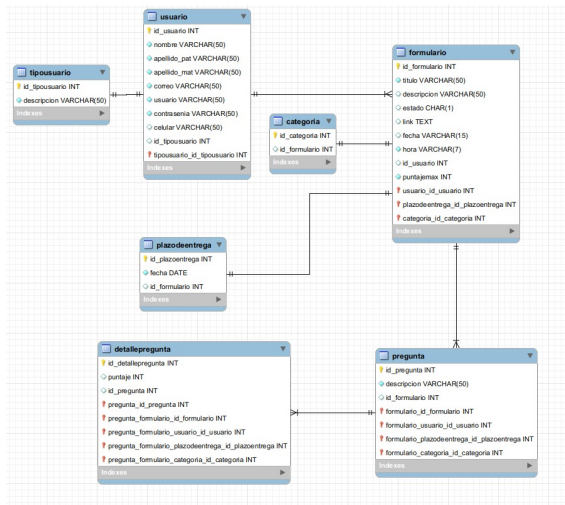 usuario
id_usuario INT
nombre VARCHAR(50)
apellido_pat VARCHAR(50)
apellido_mat VARCHAR(50)
correo VARCHAR(50)
usuario VARCHAR(50)
contrasenia VARCHAR(50)
celular VARCHAR(50)
id_tipousuario INT
tipousuario_id_tipousuario INT
Indexes
tipousuario
id_tipousuario INT
descripcion VARCHAR(50)
Indexes
formulario
id_formulario INT
titulo VARCHAR(50)
descripcion VARCHAR(50)
estado CHAR(1)
link TEXT
fecha VARCHAR(15)
hora VARCHAR(7)
id_usuario INT
puntajemax INT
usuario_id_usuario INT
plazodeentrega_id_plazoentrega INT
categoria_id_categoria INT
Indexes
categoria
id_categoria INT
id_formulario INT
Indexes
plazodeentrega
id_plazoentrega INT
fecha DATE
id_formulario INT
Indexes
detallepregunta
id_detallepregunta INT
puntaje INT
id_pregunta INT
pregunta_id_pregunta INT
pregunta_formulario_id_formulario INT
pregunta_formulario_usuario_id_usuario INT
pregunta_formulario_plazodeentrega_id_plazoentrega INT
pregunta_formulario_categoria_id_categoria INT
Indexes
pregunta
id_pregunta INT
descripcion VARCHAR(50)
id_formulario INT
formulario_id_formulario INT
formulario_usuario_id_usuario INT
formulario_plazodeentrega_id_plazoentrega INT
formulario_categoria_id_categoria INT
Indexes